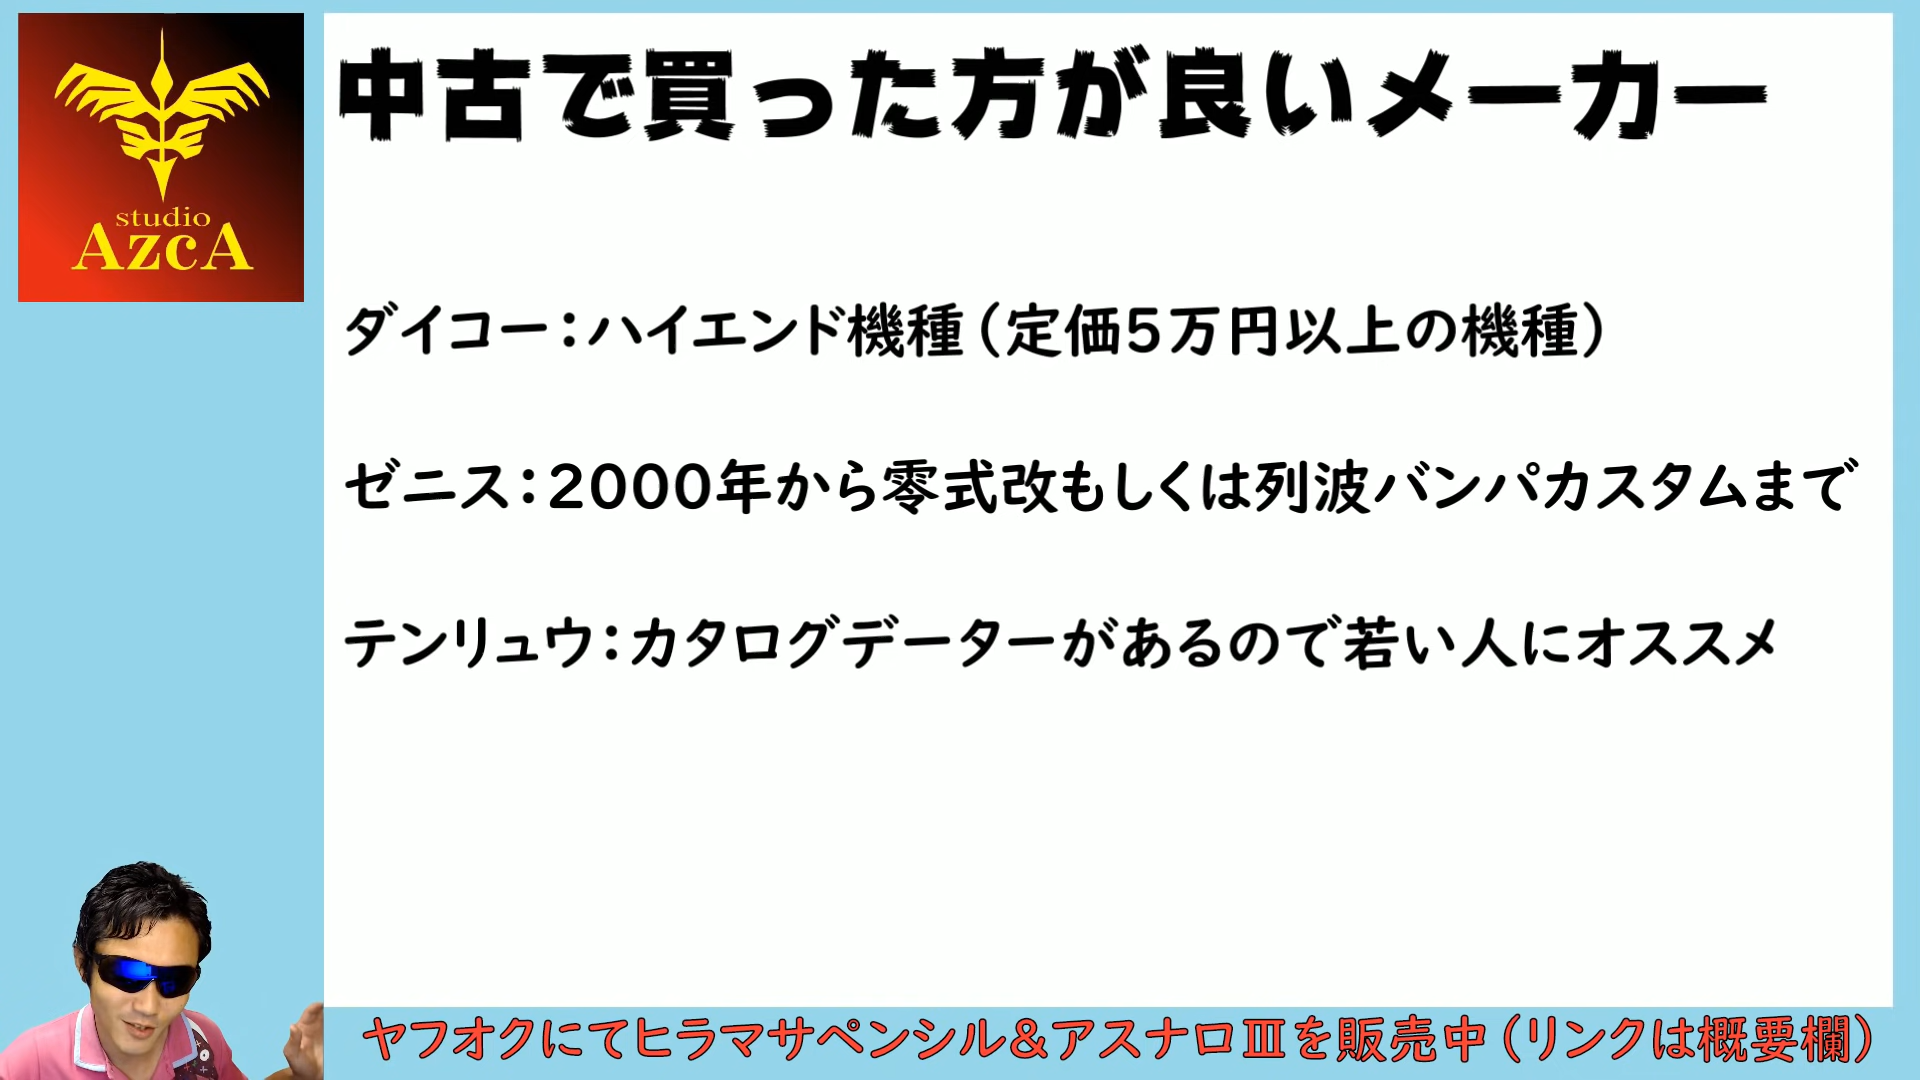 studio
AzcA
中古で買った方が良いメーカー
ダイコー：ハイエンド機種（定価5万円以上の機種）
ゼニス：2000年から零式改もしくは列波バンパカスタムまで
テンリュウ：カタログデーターがあるので若い人にオススメ
ヤフオクにてヒラマサペンシル&アスナロⅢを販売中（リンクは概要欄）